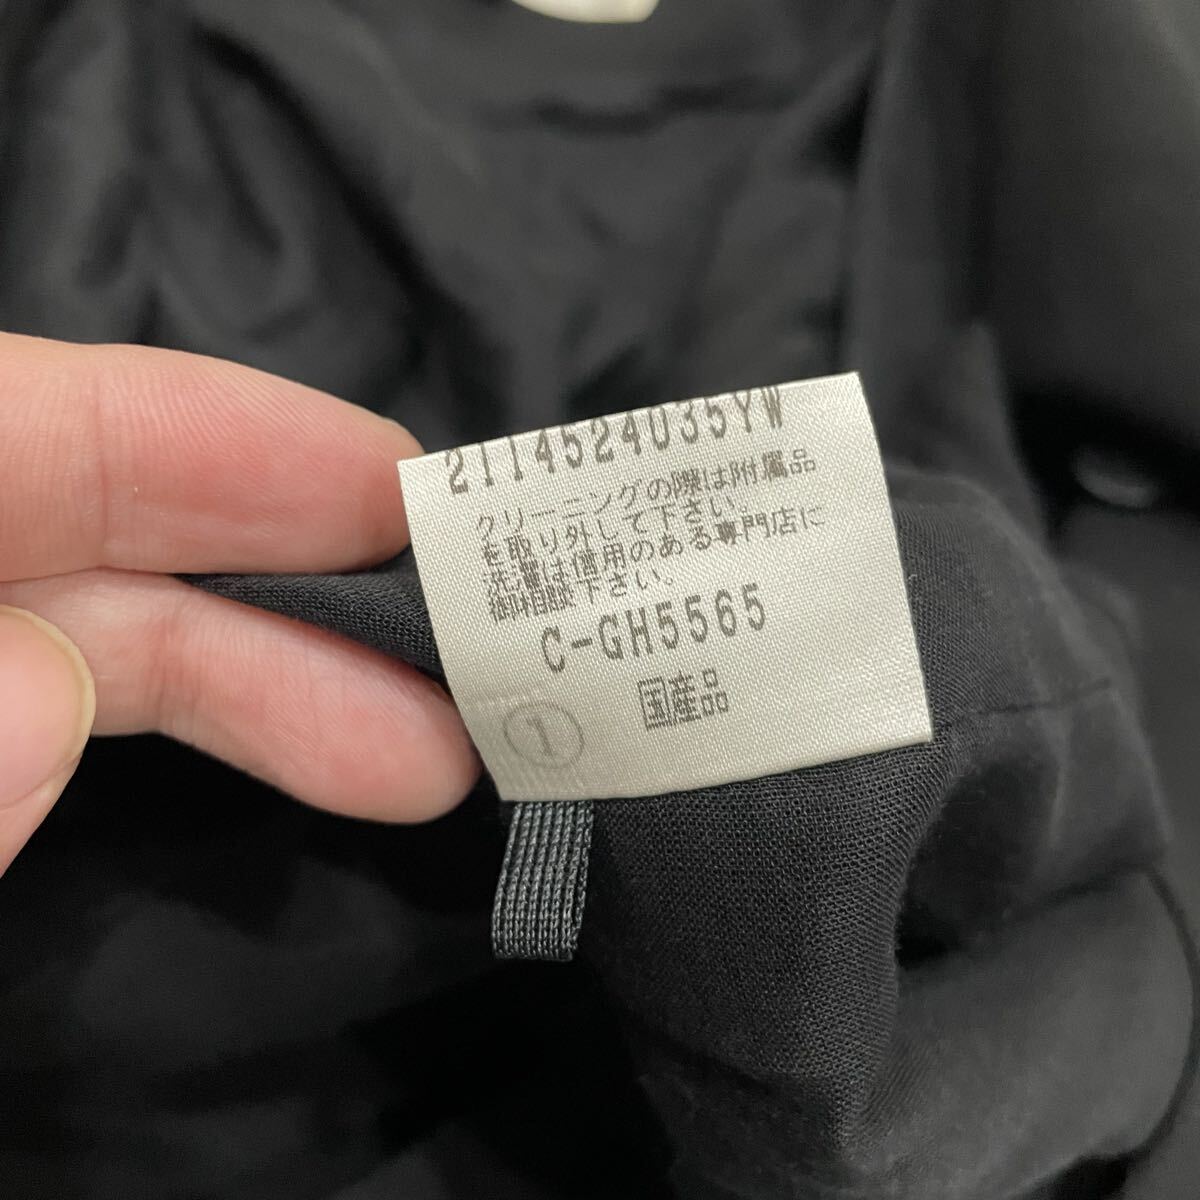 2114524035YW
クリーニングの際は附属品
を取り外して下さい。
洗濯は信用のある専門店に
御相談下さい。
C-GH5565
国産品
1